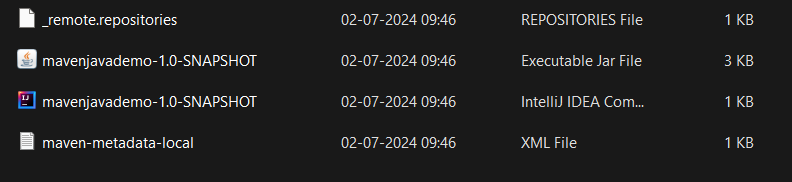 _remote.repositories 02-07-2024 09:46 REPOSITORIES File 1 KB
mavenjavademo-1.0-SNAPSHOT 02-07-2024 09:46 Executable Jar File 3 KB
mavenjavademo-1.0-SNAPSHOT 02-07-2024 09:46 IntelliJ IDEA Com... 1 KB
maven-metadata-local 02-07-2024 09:46 XML File 1 KB